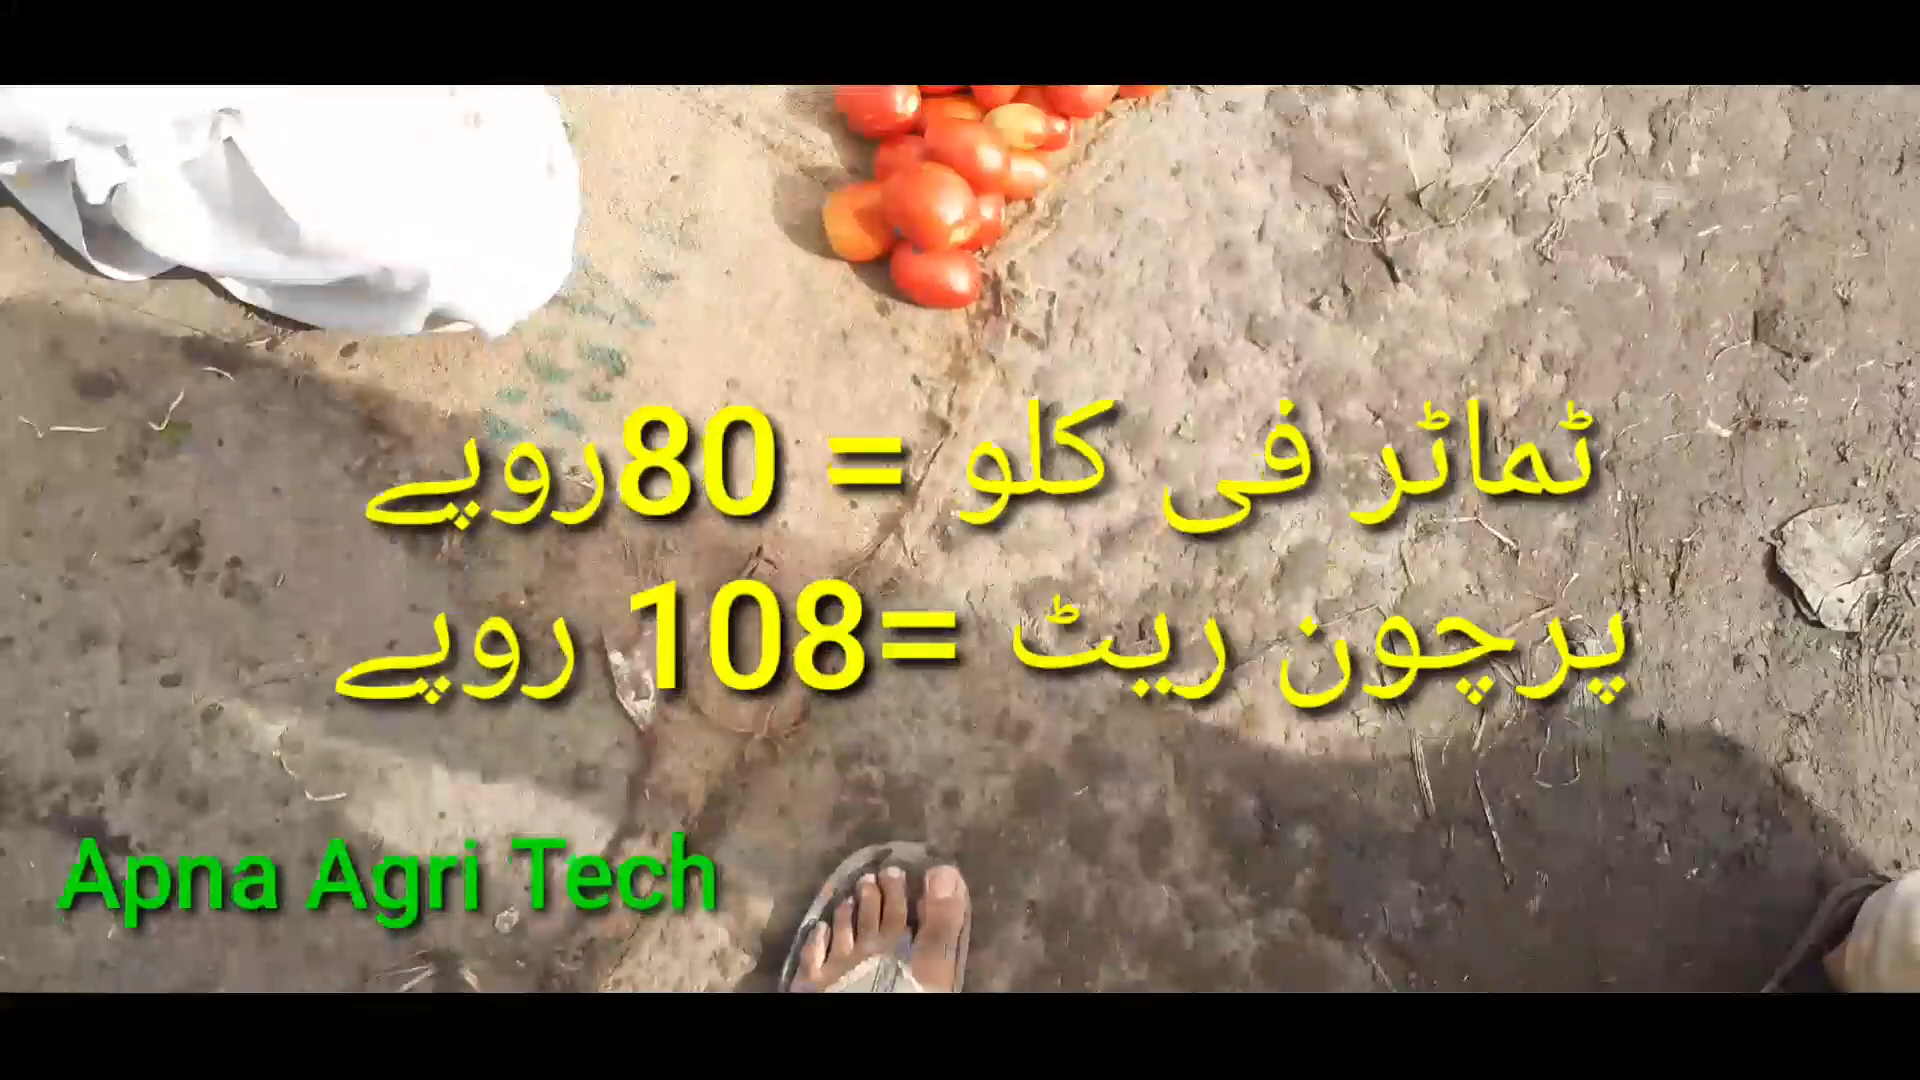 ٹماٹر فی کلو = 80روپے
پرچون ریٹ =108 روپے
Apna Agri Tech